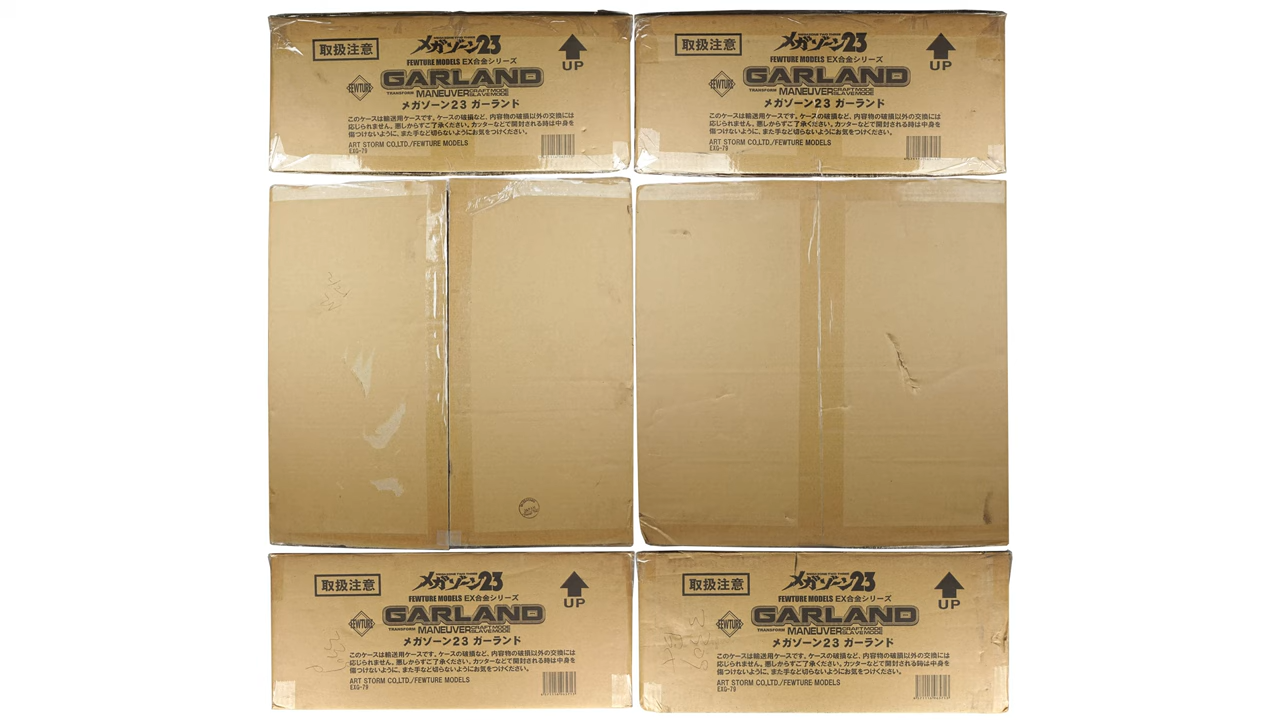 取扱注意
MEGAZONE TWO THREE
メガゾーン23
UP
FEWTURE MODELS EX合金シリーズ
FEWTURE
GARLAND
TRANSFORM MANEUVER CRAFT MODE SLAVE MODE
メガゾーン23 ガーランド
このケースは輸送用ケースです。ケースの破損など、内容物の破損以外の交換には
応じられません。悪しからずご了承ください。カッターなどで開封される時は中身を
傷つけないように、また手など切らないようにお気をつけください。
ART STORM CO.,LTD./FEWTURE MODELS
EXG-79
取扱注意
MEGAZONE TWO THREE
メガゾーン23
UP
FEWTURE MODELS EX合金シリーズ
FEWTURE
GARLAND
TRANSFORM MANEUVER CRAFT MODE SLAVE MODE
メガゾーン23 ガーランド
このケースは輸送用ケースです。ケースの破損など、内容物の破損以外の交換には
応じられません。悪しからずご了承ください。カッターなどで開封される時は中身を
傷つけないように、また手など切らないようにお気をつけください。
ART STORM CO.,LTD./FEWTURE MODELS
EXG-79
取扱注意
MEGAZONE TWO THREE
メガゾーン23
UP
FEWTURE MODELS EX合金シリーズ
FEWTURE
GARLAND
TRANSFORM MANEUVER CRAFT MODE SLAVE MODE
メガゾーン23 ガーランド
このケースは輸送用ケースです。ケースの破損など、内容物の破損以外の交換には
応じられません。悪しからずご了承ください。カッターなどで開封される時は中身を
傷つけないように、また手など切らないようにお気をつけください。
ART STORM CO.,LTD./FEWTURE MODELS
EXG-79
取扱注意
MEGAZONE TWO THREE
メガゾーン23
UP
FEWTURE MODELS EX合金シリーズ
FEWTURE
GARLAND
TRANSFORM MANEUVER CRAFT MODE SLAVE MODE
メガゾーン23 ガーランド
このケースは輸送用ケースです。ケースの破損など、内容物の破損以外の交換には
応じられません。悪しからずご了承ください。カッターなどで開封される時は中身を
傷つけないように、また手など切らないようにお気をつけください。
ART STORM CO.,LTD./FEWTURE MODELS
EXG-79